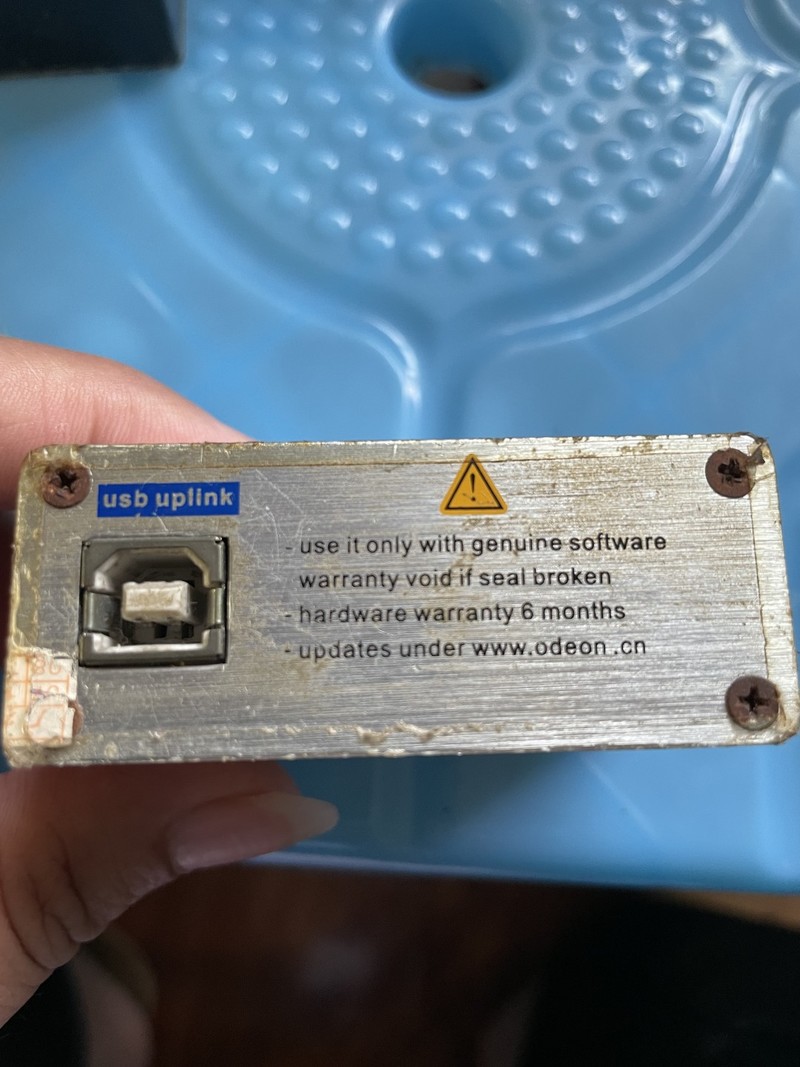 usb uplink
- use it only with genuine software
warranty void if seal broken
- hardware warranty 6 months
- updates under www.odeon .cn